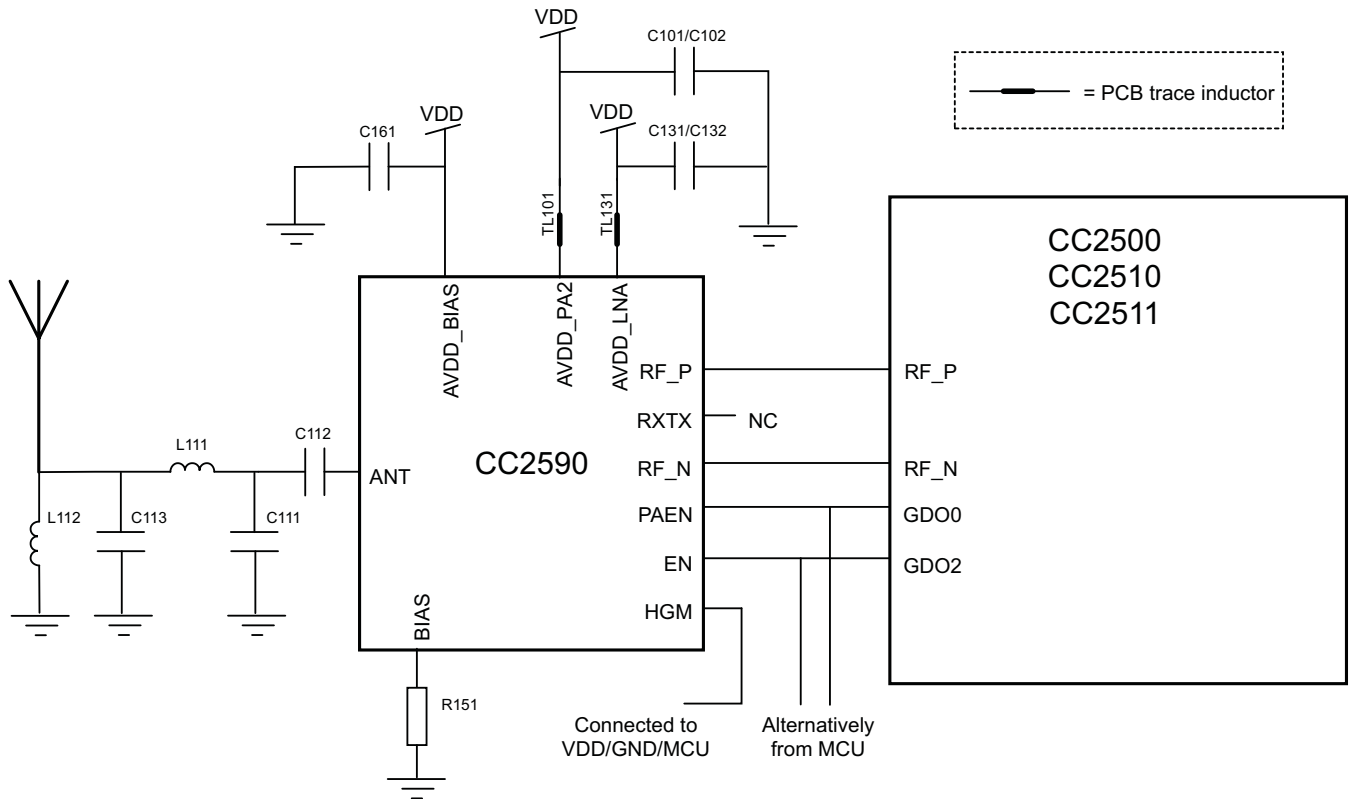 VDD
C101/C102
= PCB trace inductor
VDD
VDD
C161
C131/C132
TL101
TL131
CC2500
CC2510
CC2511
AVDD_BIAS
AVDD_PA2
AVDD_LNA
RF_P
RF_P
RXTX
NC
L111
C112
ANT
CC2590
RF_N
RF_N
L112
C113
C111
PAEN
GDO0
EN
GDO2
BIAS
HGM
R151
Connected to
VDD/GND/MCU
Alternatively
from MCU